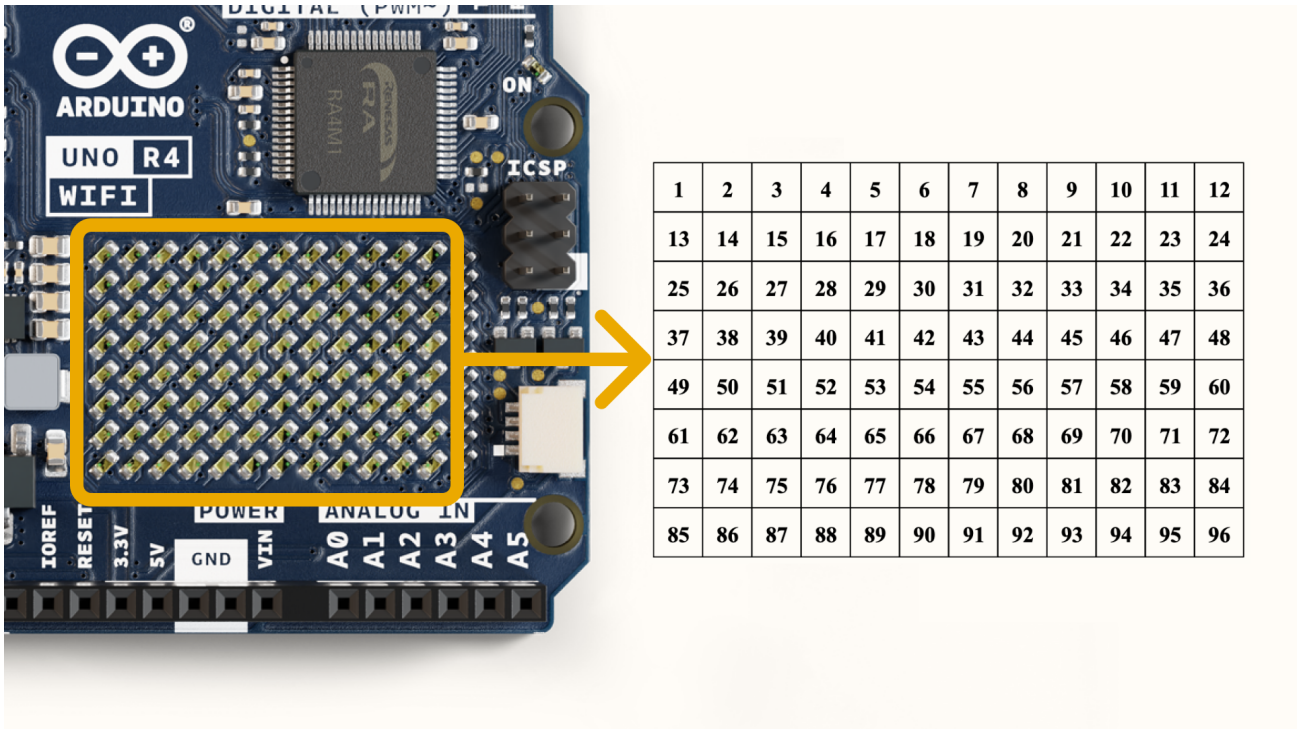 DIGITAL (PWM~)
®
ARDUINO
UNO R4
WIFI
RENESAS
RA
RA4M1
ON
ICSP
1 2 3 4 5 6 7 8 9 10 11 12
13 14 15 16 17 18 19 20 21 22 23 24
25 26 27 28 29 30 31 32 33 34 35 36
37 38 39 40 41 42 43 44 45 46 47 48
49 50 51 52 53 54 55 56 57 58 59 60
61 62 63 64 65 66 67 68 69 70 71 72
73 74 75 76 77 78 79 80 81 82 83 84
85 86 87 88 89 90 91 92 93 94 95 96
POWER ANALOG IN
IOREF RESET 3.3V 5V GND VIN A0 A1 A2 A3 A4 A5